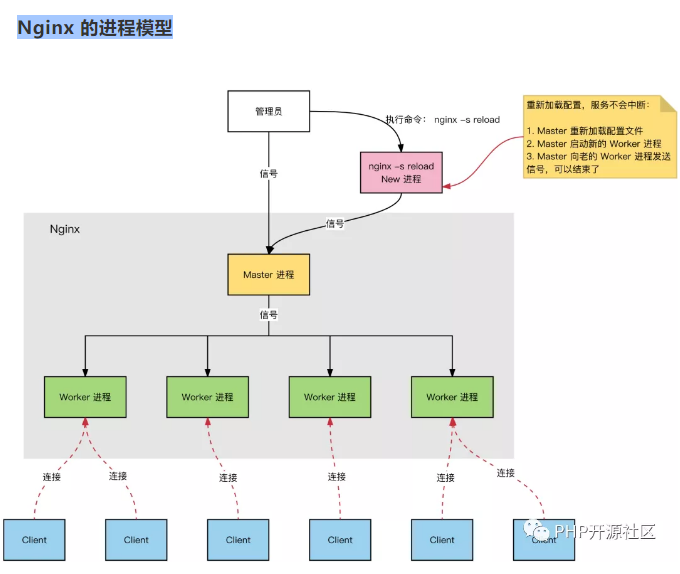 Nginx 的进程模型
管理员
执行命令: nginx -s reload
重新加载配置，服务不会中断：
1. Master 重新加载配置文件
2. Master 启动新的 Worker 进程
3. Master 向老的 Worker 进程发送
信号，可以结束了
nginx -s reload
New 进程
信号
信号
Nginx
Master 进程
信号
Worker 进程
Worker 进程
Worker 进程
Worker 进程
连接
连接
连接
连接
连接
连接
Client
Client
Client
Client
Client
Client
PHP开源社区